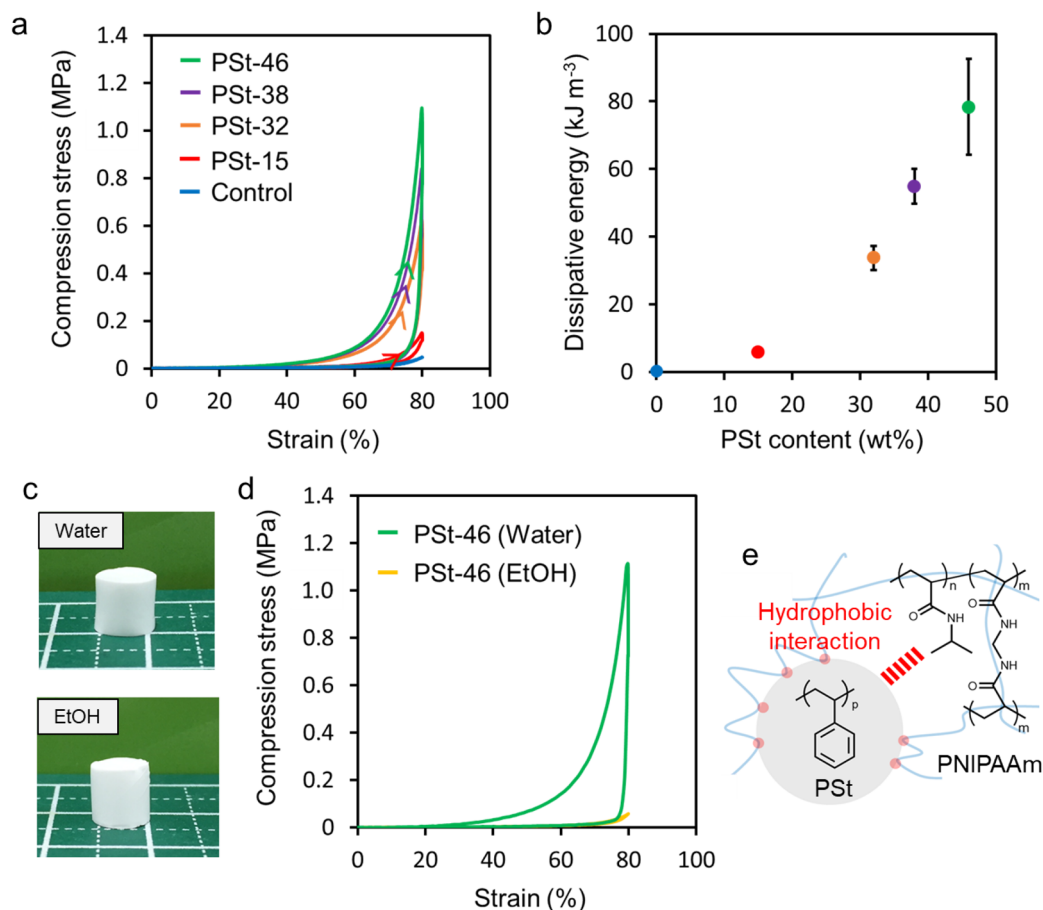 a
1.4
1.2
1.0
0.8
0.6
0.4
0.2
0
Compression stress (MPa)
PSt-46
PSt-38
PSt-32
PSt-15
Control
0 20 40 60 80 100
Strain (%)
b
100
80
60
40
20
0
Dissipative energy (kJ m⁻³)
0 10 20 30 40 50
PSt content (wt%)
c
Water
EtOH
d
1.4
1.2
1.0
0.8
0.6
0.4
0.2
0
Compression stress (MPa)
PSt-46 (Water)
PSt-46 (EtOH)
0 20 40 60 80 100
Strain (%)
e
Hydrophobic
interaction
n
m
O
NH
O
NH
NH
O
m
p
PSt
PNIPAAm